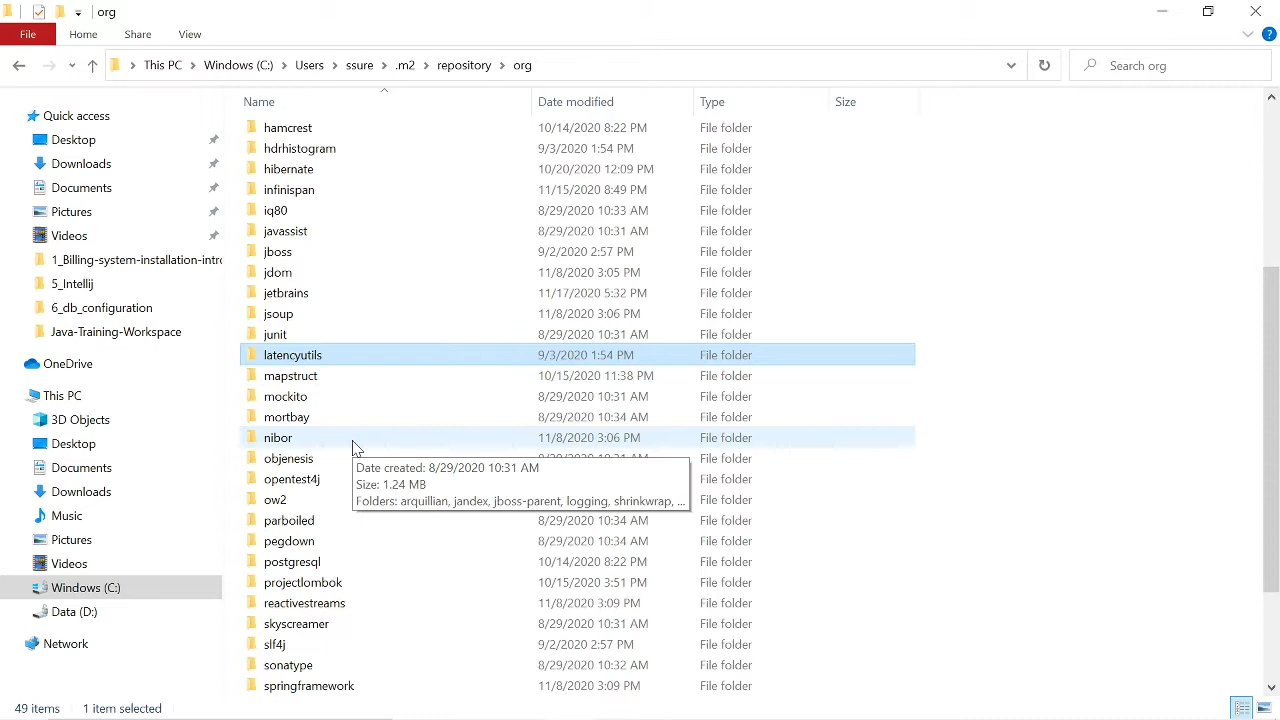 org
File Home Share View
This PC Windows (C:) Users ssure .m2 repository org Search org
Name Date modified Type Size
Quick access
Desktop
Downloads
Documents
Pictures
Videos
1_Billing-system-installation-intro
5_Intellij
6_db_configuration
Java-Training-Workspace
OneDrive
This PC
3D Objects
Desktop
Documents
Downloads
Music
Pictures
Videos
Windows (C:)
Data (D:)
Network
hamcrest 10/14/2020 8:22 PM File folder
hdrhistogram 9/3/2020 1:54 PM File folder
hibernate 10/20/2020 12:09 PM File folder
infinispan 11/15/2020 8:49 PM File folder
iq80 8/29/2020 10:33 AM File folder
javassist 8/29/2020 10:31 AM File folder
jboss 9/2/2020 2:57 PM File folder
jdom 11/8/2020 3:05 PM File folder
jetbrains 11/17/2020 5:32 PM File folder
jsoup 11/8/2020 3:06 PM File folder
junit 8/29/2020 10:31 AM File folder
latencyutils 9/3/2020 1:54 PM File folder
mapstruct 10/15/2020 11:38 PM File folder
mockito 8/29/2020 10:31 AM File folder
mortbay 8/29/2020 10:34 AM File folder
nibor 11/8/2020 3:06 PM File folder
objenesis 8/29/2020 10:31 AM File folder
Date created: 8/29/2020 10:31 AM
Size: 1.24 MB
Folders: arquillian, jandex, jboss-parent, logging, shrinkwrap, ...
opentest4j File folder
ow2 File folder
parboiled 8/29/2020 10:34 AM File folder
pegdown 8/29/2020 10:34 AM File folder
postgresql 10/14/2020 8:22 PM File folder
projectlombok 10/15/2020 3:51 PM File folder
reactivestreams 11/8/2020 3:09 PM File folder
skyscreamer 8/29/2020 10:31 AM File folder
slf4j 9/2/2020 2:57 PM File folder
sonatype 8/29/2020 10:32 AM File folder
springframework 11/8/2020 3:09 PM File folder
49 items 1 item selected